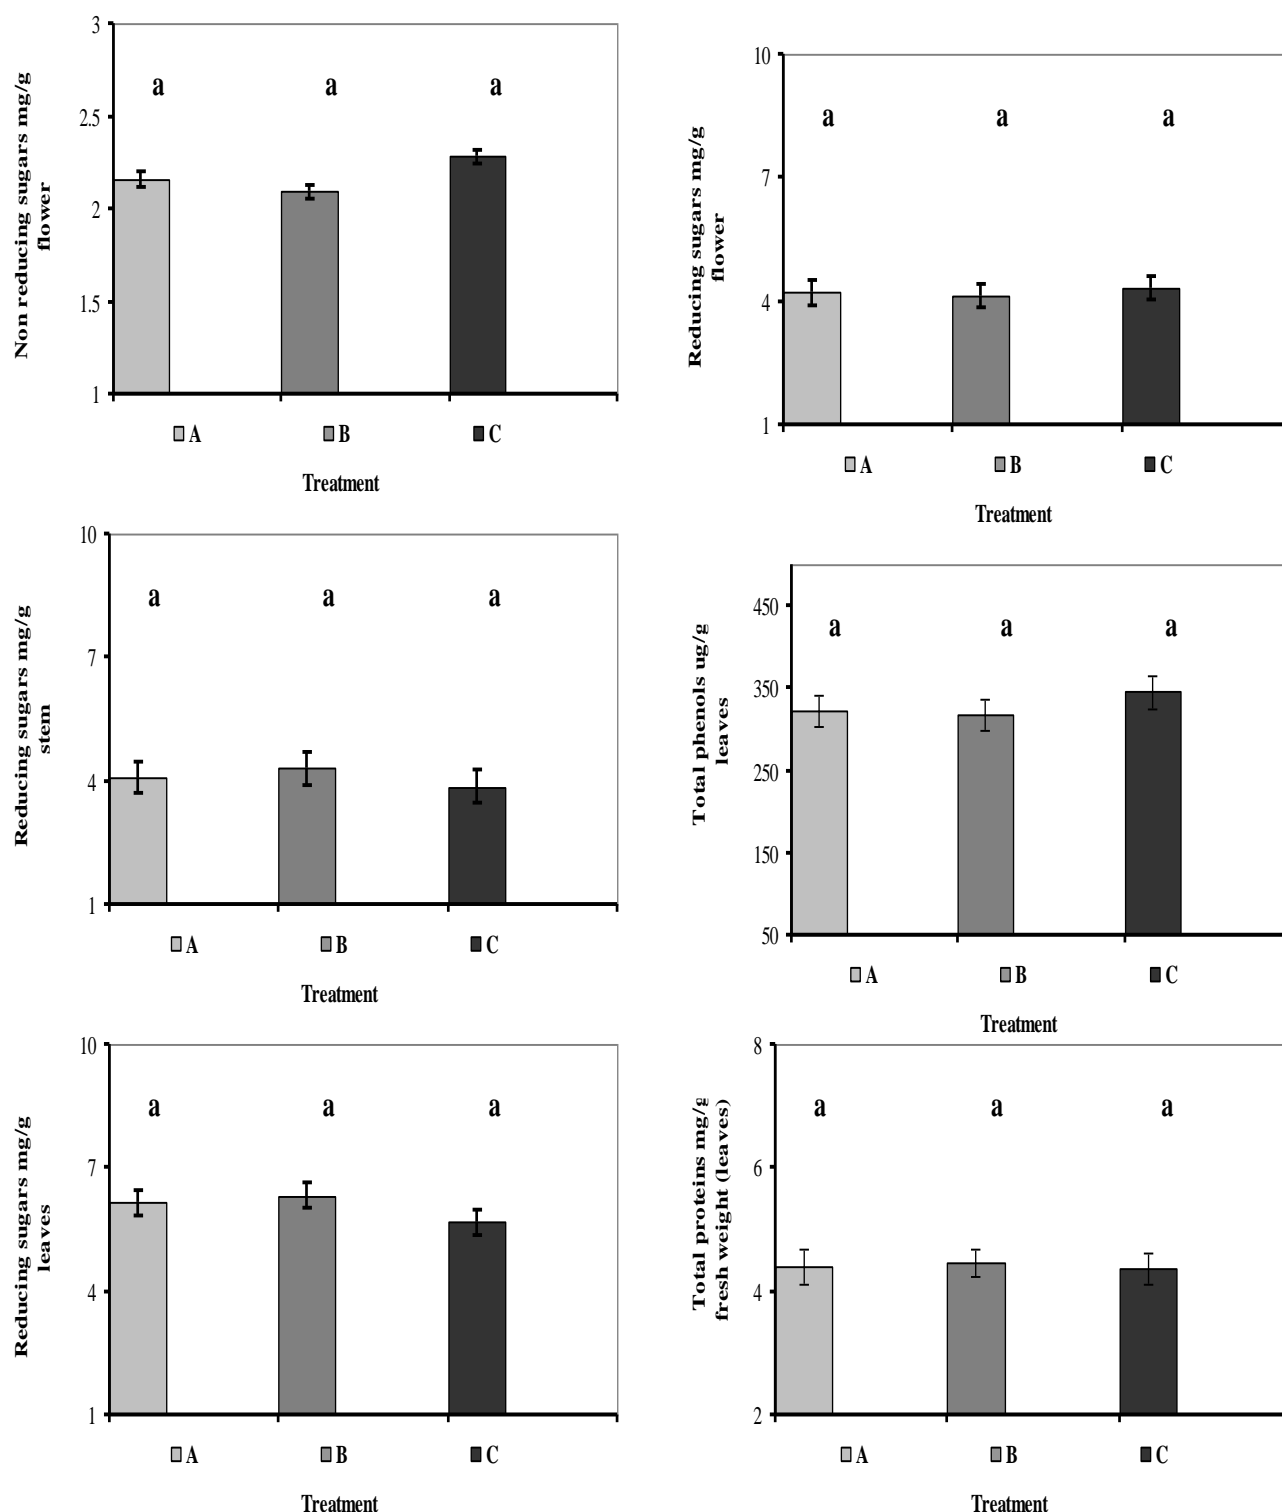 Non reducing sugars mg/g
flower
3
2.5
2
1.5
1
a a a
A B C
Treatment
Reducing sugars mg/g
flower
10
7
4
1
a a a
A B C
Treatment
Reducing sugars mg/g
stem
10
7
4
1
a a a
A B C
Treatment
Total phenols ug/g
leaves
450
350
250
150
50
a a a
A B C
Treatment
Reducing sugars mg/g
leaves
10
7
4
1
a a a
A B C
Treatment
Total proteins mg/g
fresh weight (leaves)
8
6
4
2
a a a
A B C
Treatment